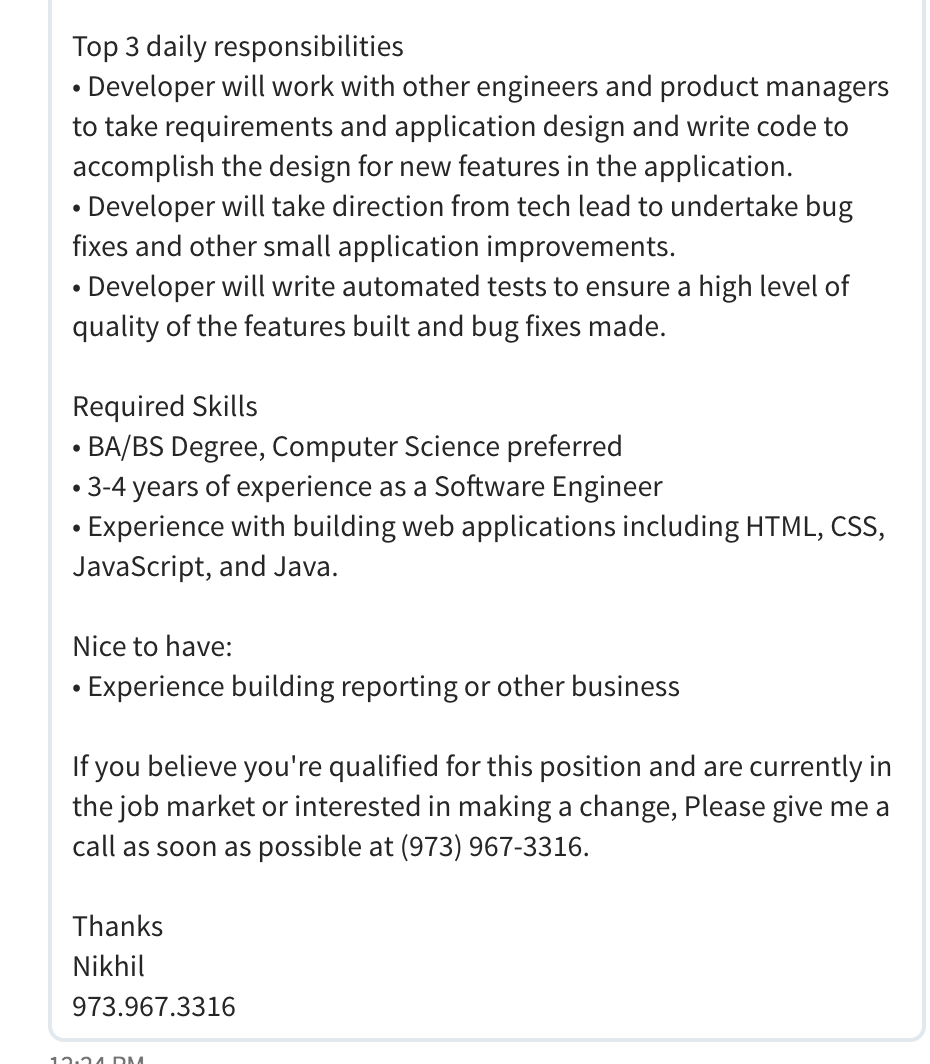 Top 3 daily responsibilities
• Developer will work with other engineers and product managers
to take requirements and application design and write code to
accomplish the design for new features in the application.
• Developer will take direction from tech lead to undertake bug
fixes and other small application improvements.
• Developer will write automated tests to ensure a high level of
quality of the features built and bug fixes made.
Required Skills
• BA/BS Degree, Computer Science preferred
• 3-4 years of experience as a Software Engineer
• Experience with building web applications including HTML, CSS,
JavaScript, and Java.
Nice to have:
• Experience building reporting or other business
If you believe you're qualified for this position and are currently in
the job market or interested in making a change, Please give me a
call as soon as possible at (973) 967-3316.
Thanks
Nikhil
973.967.3316
12:24 PM